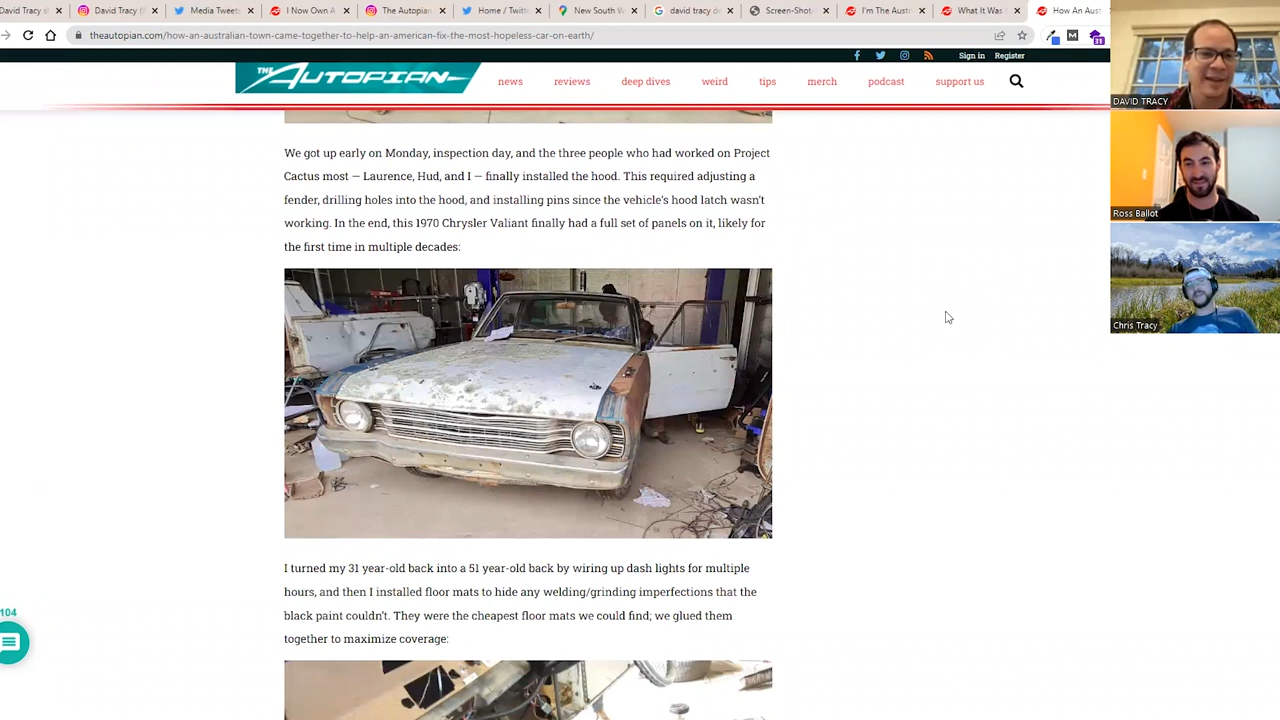 David Tracy s
David Tracy (
Media Tweets
I Now Own A
The Autopian
Home / Twitt
New South W
david tracy d
Screen-Shot-
I'm The Aust
What It Was
How An Aust
theautopian.com/how-an-australian-town-came-together-to-help-an-american-fix-the-most-hopeless-car-on-earth/
31
Sign in Register
THE AUTOPIAN
news reviews deep dives weird tips merch podcast support us
We got up early on Monday, inspection day, and the three people who had worked on Project
Cactus most — Laurence, Hud, and I — finally installed the hood. This required adjusting a
fender, drilling holes into the hood, and installing pins since the vehicle's hood latch wasn't
working. In the end, this 1970 Chrysler Valiant finally had a full set of panels on it, likely for
the first time in multiple decades:
I turned my 31 year-old back into a 51 year-old back by wiring up dash lights for multiple
hours, and then I installed floor mats to hide any welding/grinding imperfections that the
black paint couldn't. They were the cheapest floor mats we could find; we glued them
together to maximize coverage:
104
DAVID TRACY
Ross Ballot
Chris Tracy